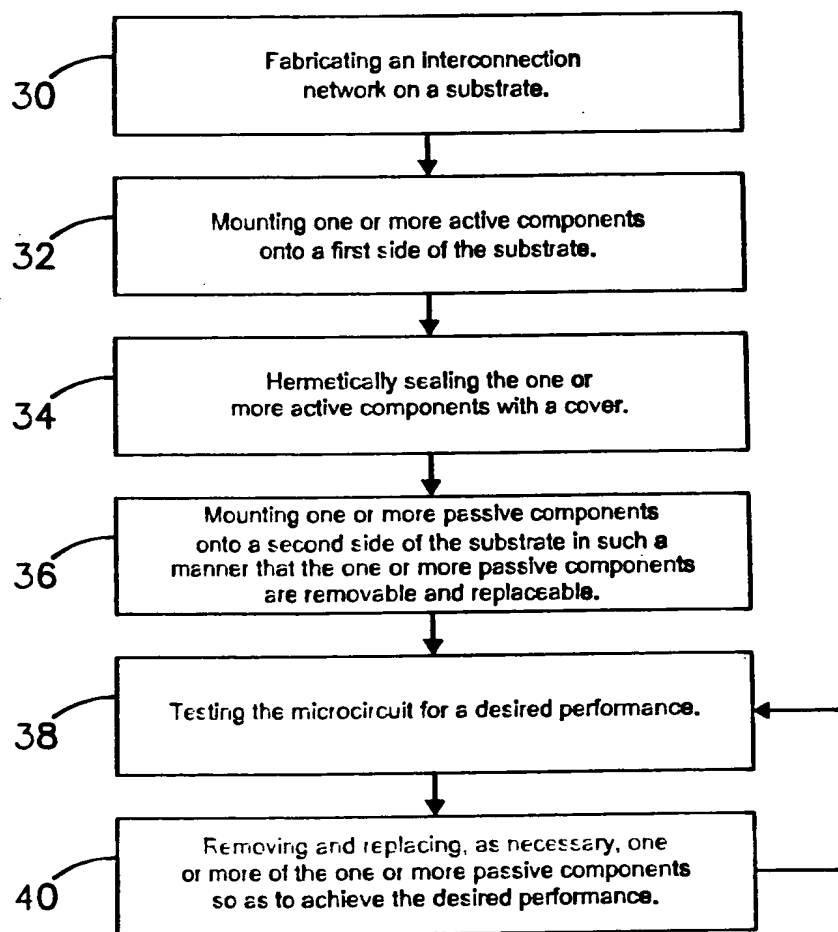 30
Fabricating an interconnection
network on a substrate.
32
Mounting one or more active components
onto a first side of the substrate.
34
Hermetically sealing the one or
more active components with a cover.
36
Mounting one or more passive components
onto a second side of the substrate in such a
manner that the one or more passive components
are removable and replaceable.
38
Testing the microcircuit for a desired performance.
40
Removing and replacing, as necessary, one
or more of the one or more passive components
so as to achieve the desired performance.